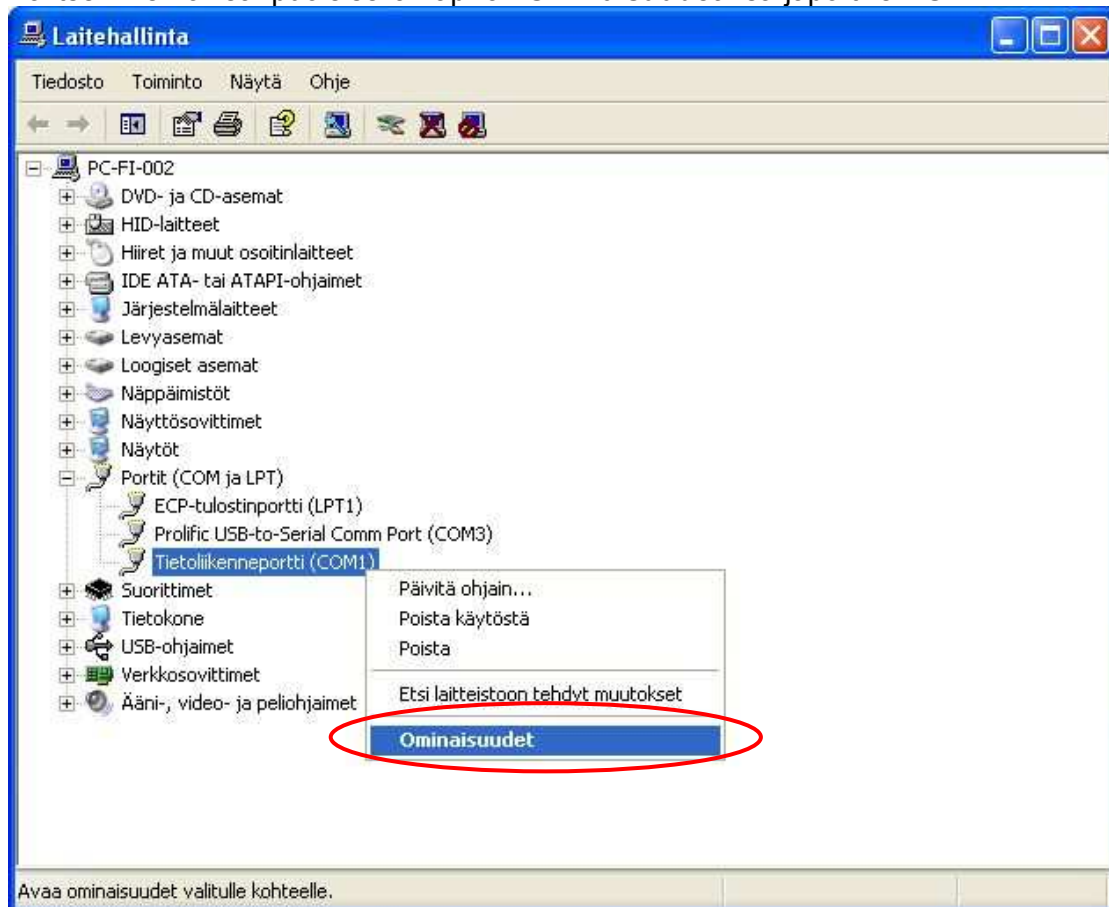 Laitehallinta
Tiedosto Toiminto Näytä Ohje
PC-FI-002
DVD- ja CD-asemat
HID-laitteet
Hiiret ja muut osoitinlaitteet
IDE ATA- tai ATAPI-ohjaimet
Järjestelmälaitteet
Levyasemat
Loogiset asemat
Näppäimistöt
Näyttösovittimet
Näytöt
Portit (COM ja LPT)
ECP-tulostinportti (LPT1)
Prolific USB-to-Serial Comm Port (COM3)
Tietoliikenneportti (COM1)
Suorittimet
Tietokone
USB-ohjaimet
Verkkosovittimet
Ääni-, video- ja peliohjaimet
Päivitä ohjain...
Poista käytöstä
Poista
Etsi laitteistoon tehdyt muutokset
Ominaisuudet
Avaa ominaisuudet valitulle kohteelle.